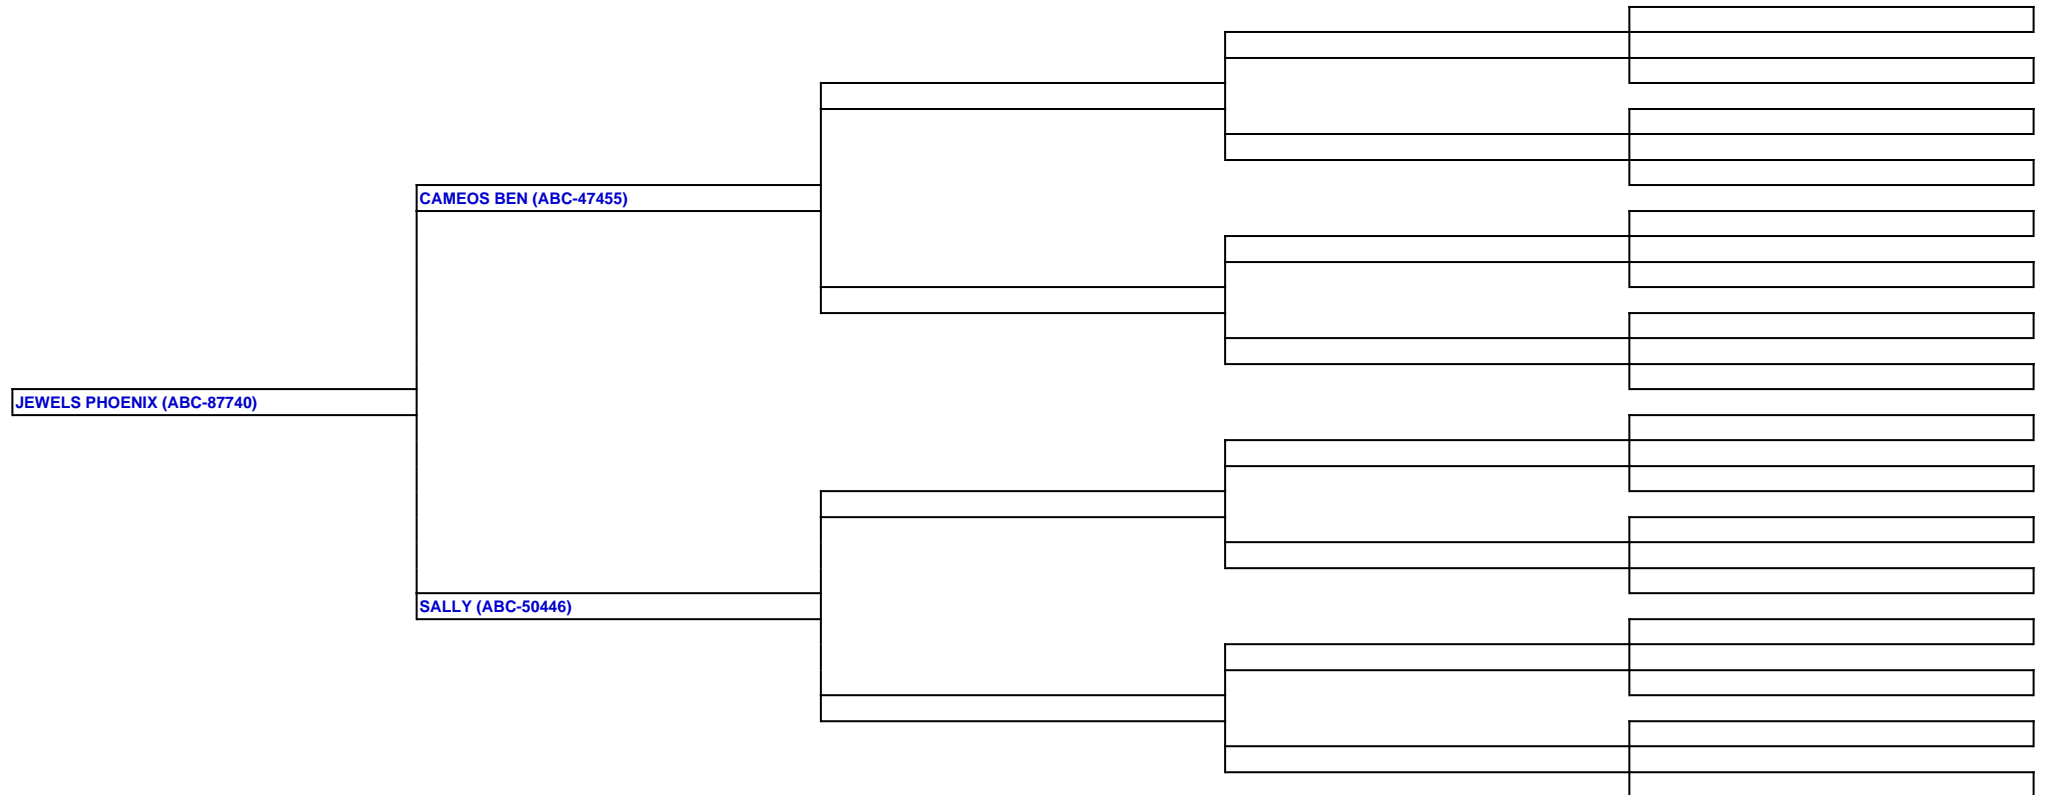 CAMEOS BEN (ABC-47455)
JEWELS PHOENIX (ABC-87740)
SALLY (ABC-50446)